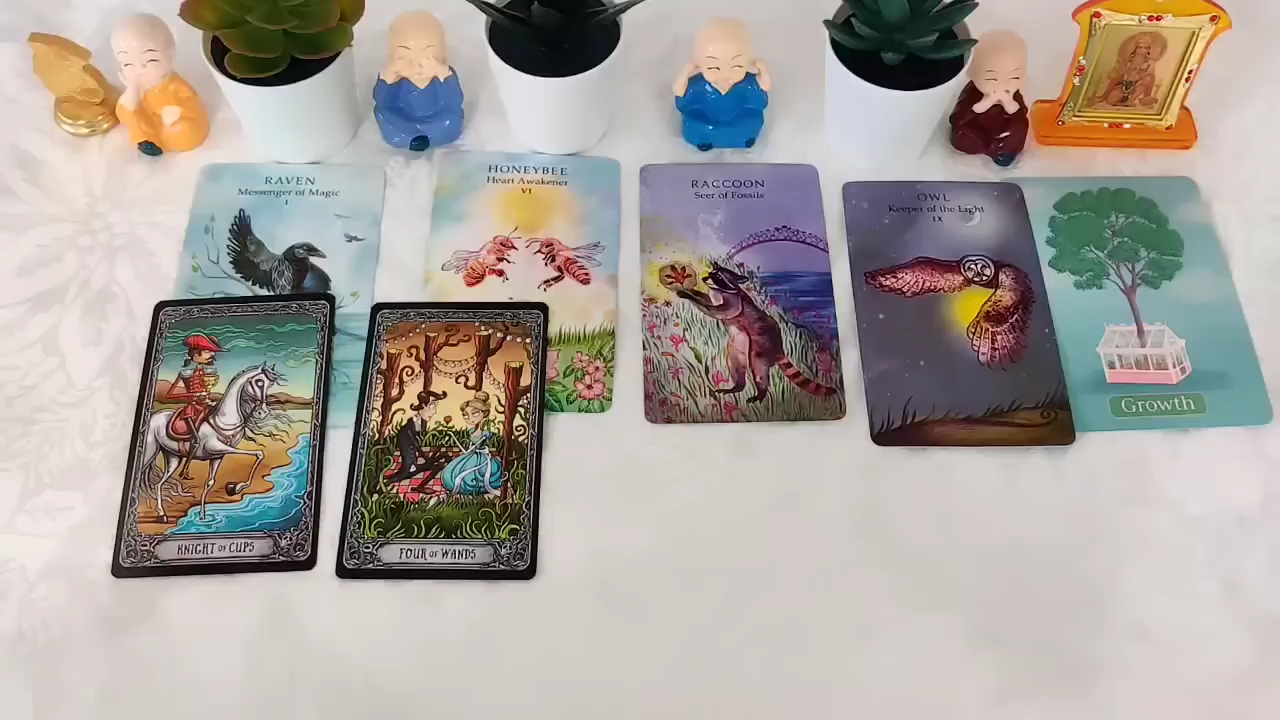 RAVEN
Messenger of Magic
I
HONEYBEE
Heart Awakener
VI
RACCOON
Seer of Fossils
OWL
Keeper of the Light
IX
Growth
KNIGHT OF CUPS
FOUR OF WANDS